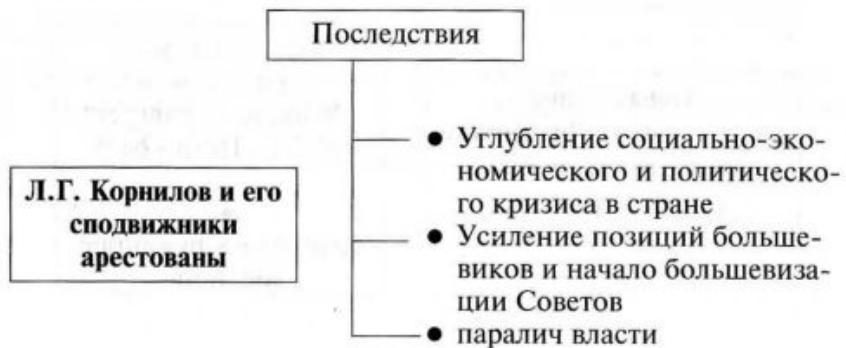 Последствия
Л.Г. Корнилов и его
сподвижники
арестованы
● Углубление социально-эко-
номического и политическо-
го кризиса в стране
● Усиление позиций больше-
виков и начало большевиза-
ции Советов
● паралич власти